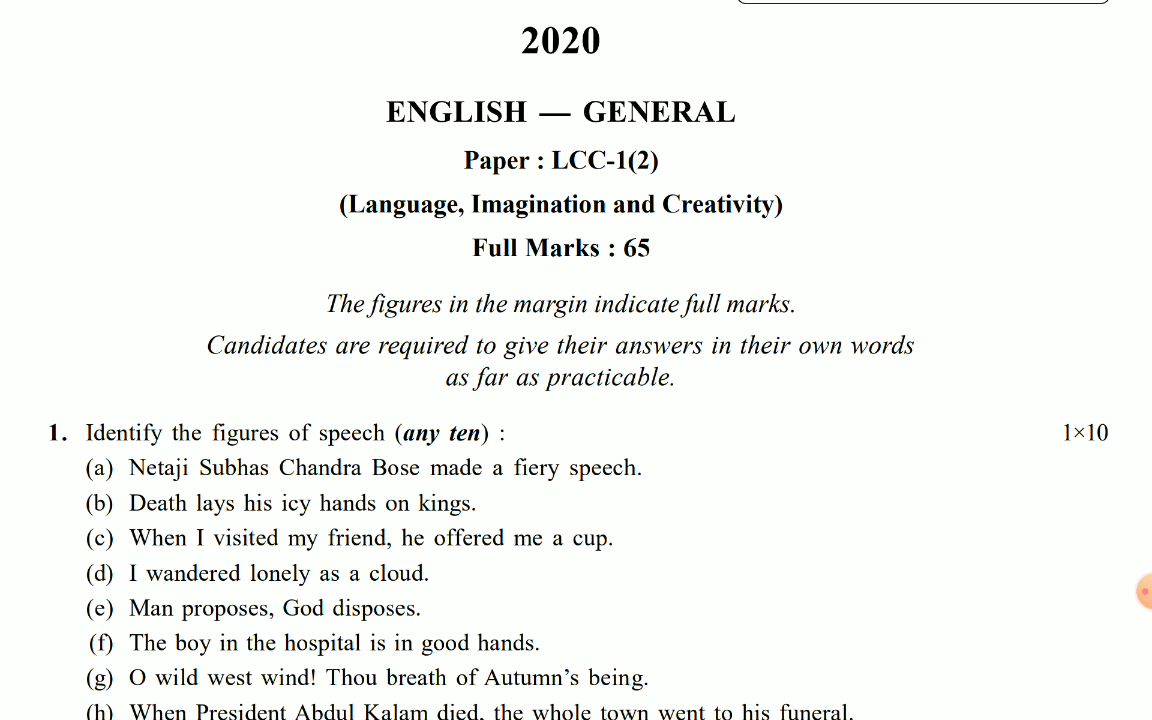 2020
ENGLISH — GENERAL
Paper : LCC-1(2)
(Language, Imagination and Creativity)
Full Marks : 65
The figures in the margin indicate full marks.
Candidates are required to give their answers in their own words
as far as practicable.
1. Identify the figures of speech (any ten) : 1×10
(a) Netaji Subhas Chandra Bose made a fiery speech.
(b) Death lays his icy hands on kings.
(c) When I visited my friend, he offered me a cup.
(d) I wandered lonely as a cloud.
(e) Man proposes, God disposes.
(f) The boy in the hospital is in good hands.
(g) O wild west wind! Thou breath of Autumn’s being.
(h) When President Abdul Kalam died, the whole town went to his funeral.